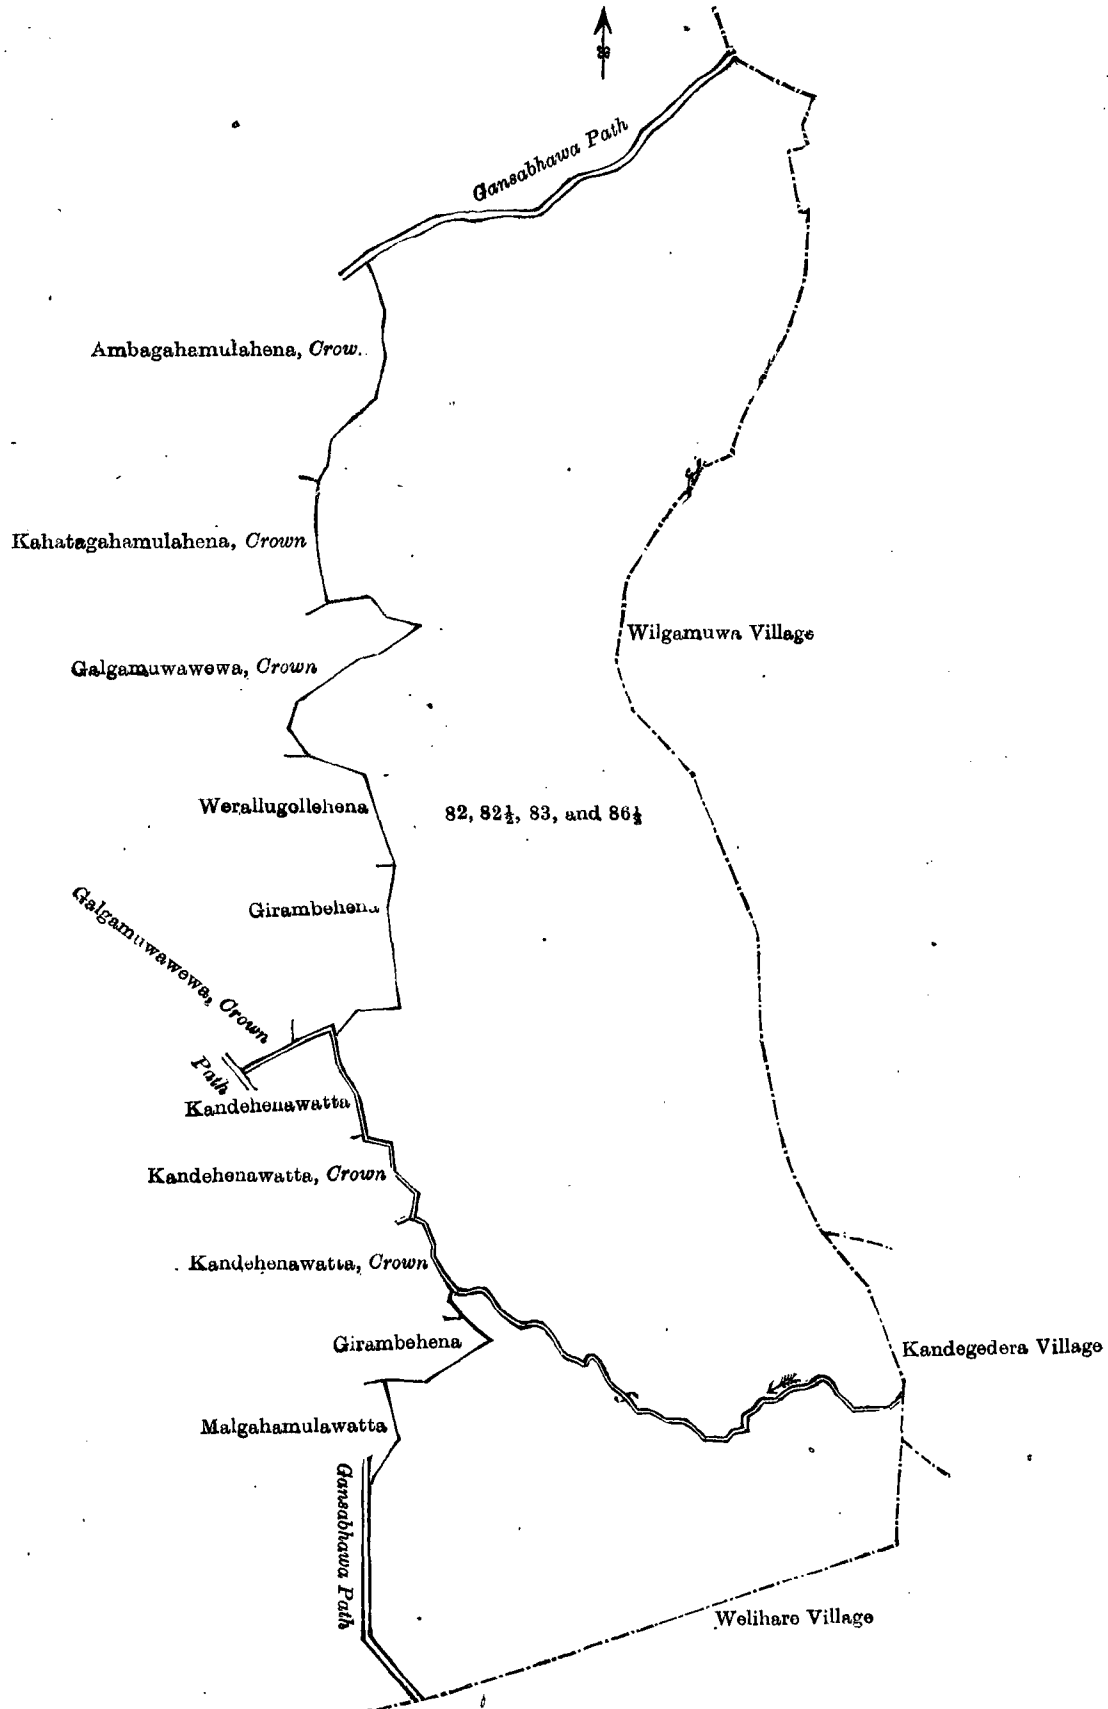 Gansabhawa Path
Ambagahamulahena, Crow.
Kahatagahamulahena, Crown
Wilgamuwa Village
Galgamuwawewa, Crown
Werallugollehena
82, 82½, 83, and 86½
Girambehena
Galgamuwawewa, Crown
Path
Kandehenawatta
Kandehenawatta, Crown
Kandehenawatta, Crown
Girambehena
Kandegedera Village
Malgahamulawatta
Gansabhawa Path
Welihare Village